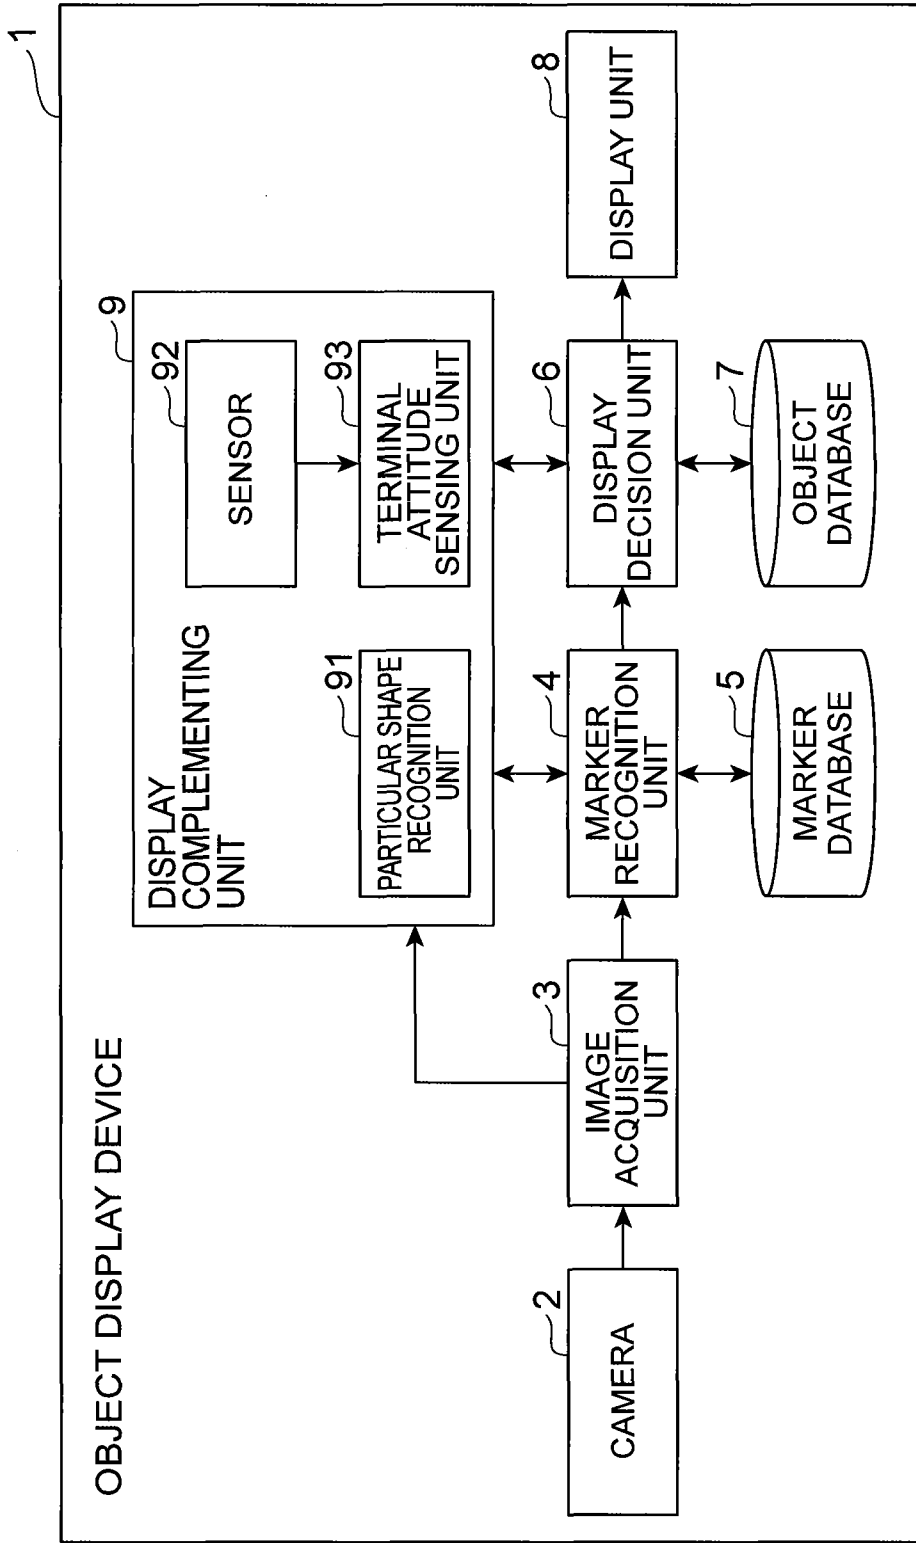 1
OBJECT DISPLAY DEVICE
9
DISPLAY
COMPLEMENTING
UNIT
92
SENSOR
91
PARTICULAR SHAPE
RECOGNITION
UNIT
93
TERMINAL
ATTITUDE
SENSING UNIT
2
CAMERA
3
IMAGE
ACQUISITION
UNIT
4
MARKER
RECOGNITION
UNIT
6
DISPLAY
DECISION UNIT
8
DISPLAY UNIT
5
MARKER
DATABASE
7
OBJECT
DATABASE